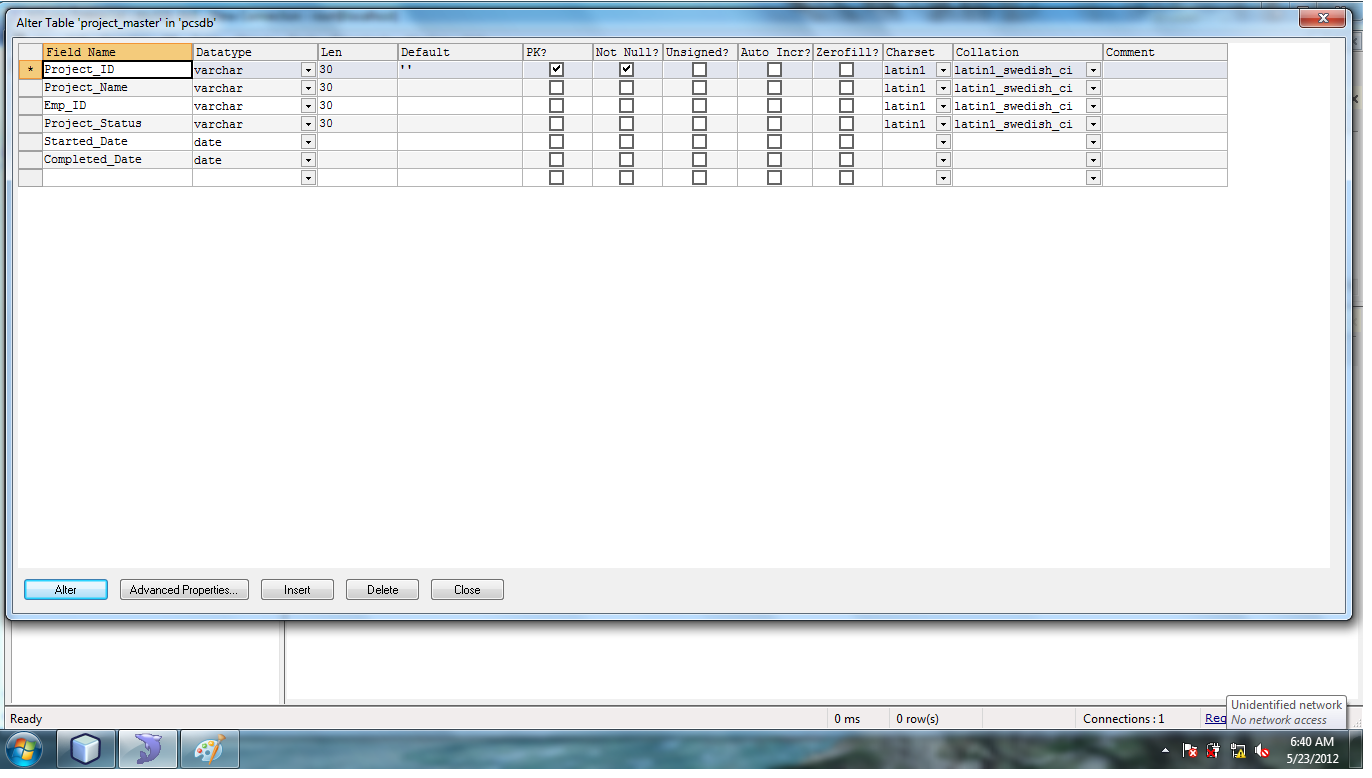 Alter Table 'project_master' in 'pcsdb'
Field Name Datatype Len Default PK? Not Null? Unsigned? Auto Incr? Zerofill? Charset Collation Comment
* Project_ID varchar 30 '' latin1 latin1_swedish_ci
Project_Name varchar 30 latin1 latin1_swedish_ci
Emp_ID varchar 30 latin1 latin1_swedish_ci
Project_Status varchar 30 latin1 latin1_swedish_ci
Started_Date date
Completed_Date date
Alter Advanced Properties... Insert Delete Close
Unidentified network
No network access
Ready 0 ms 0 row(s) Connections : 1 Reg
6:40 AM
5/23/2012